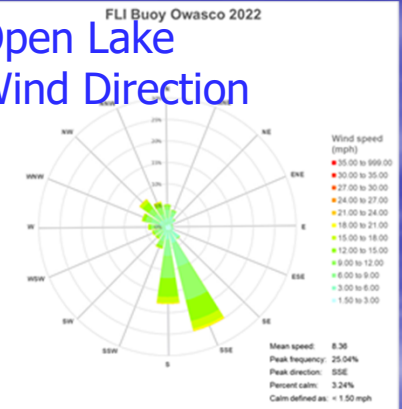 FLI Buoy Owasco 2022
pen Lake
Wind Direction
NW
NE
WNW
ENE
W
E
WSW
ESE
SW
SE
SSW
SSE
S
Wind speed
(mph)
35.00 to 999.00
30.00 to 35.00
27.00 to 30.00
24.00 to 27.00
21.00 to 24.00
18.00 to 21.00
15.00 to 18.00
12.00 to 15.00
9.00 to 12.00
6.00 to 9.00
3.00 to 6.00
1.50 to 3.00
Mean speed: 8.36
Peak frequency: 25.04%
Peak direction: SSE
Percent calm: 3.24%
Calm defined as: < 1.50 mph